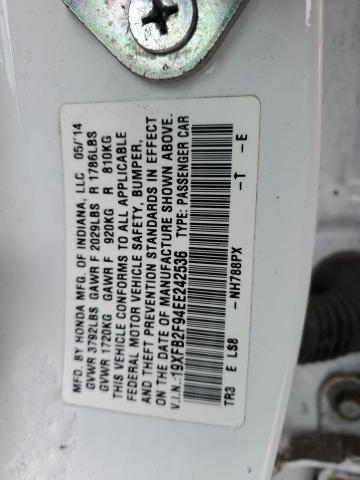 MFD. BY HONDA MFG. OF INDIANA, LLC 05/14
GVWR 3792LBS GAWR F 2029LBS R 1786LBS
GVWR 1720KG GAWR F 920KG R 810KG
THIS VEHICLE CONFORMS TO ALL APPLICABLE
FEDERAL MOTOR VEHICLE SAFETY, BUMPER,
AND THEFT PREVENTION STANDARDS IN EFFECT
ON THE DATE OF MANUFACTURE SHOWN ABOVE.
V.I.N.: 19XFB2F94EE242536 TYPE: PASSENGER CAR
TR3 E LS8 -NH788PX -T -E